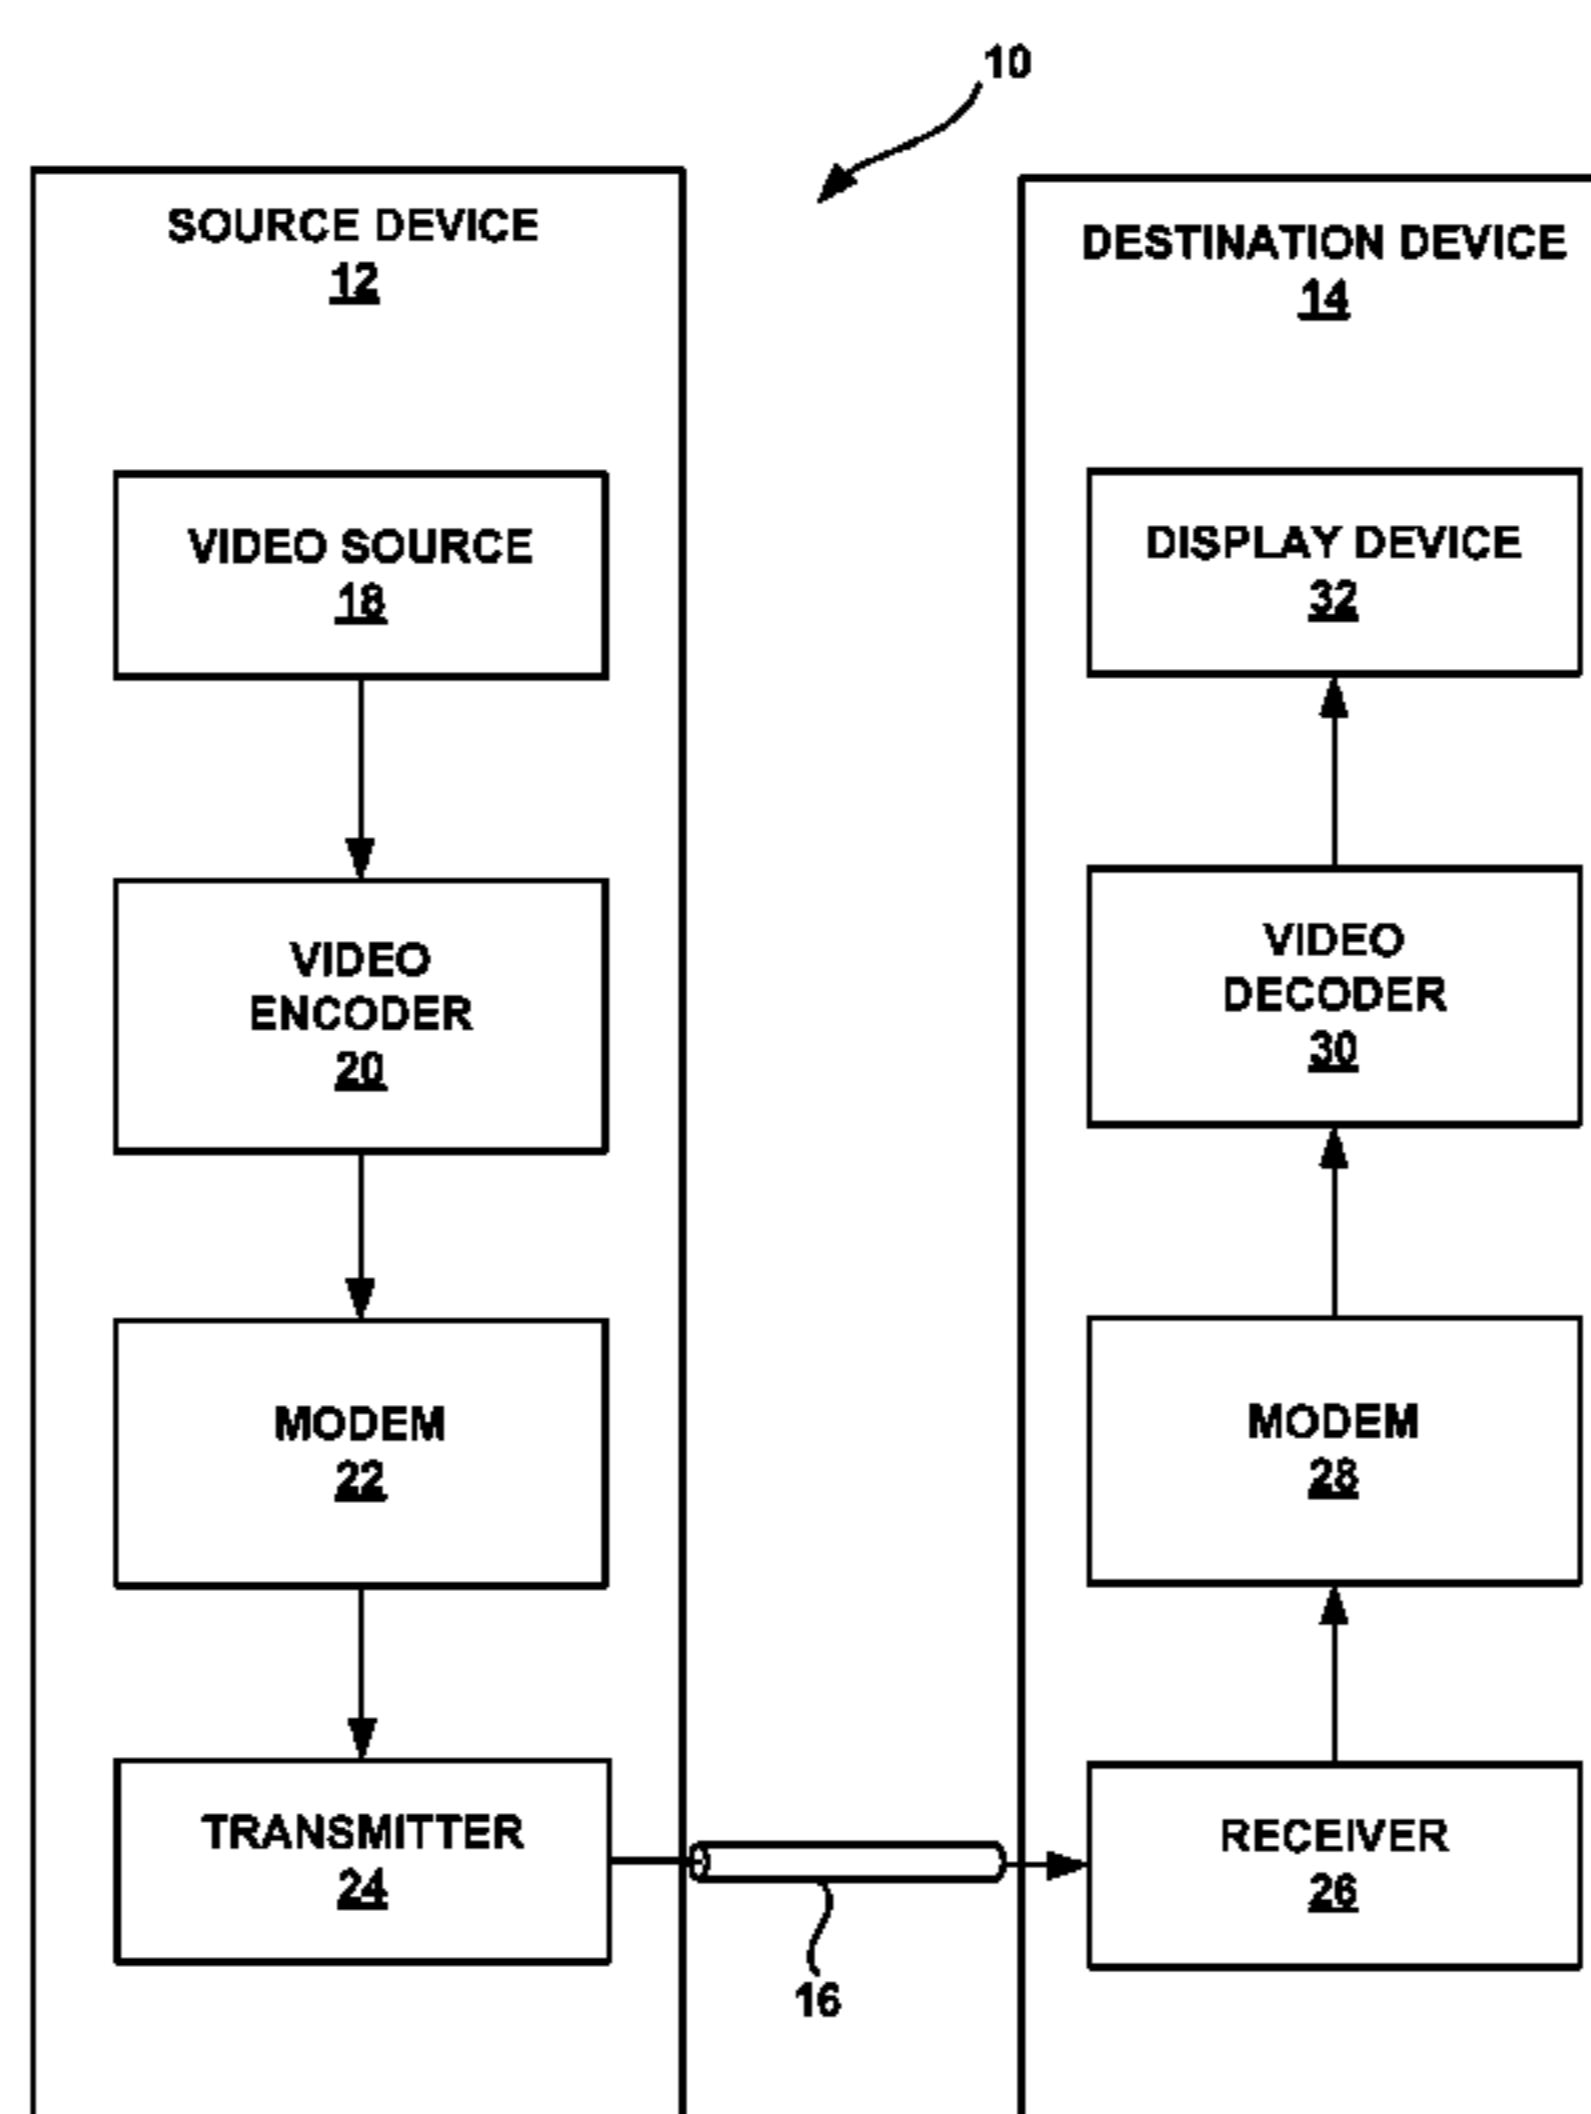 10
SOURCE DEVICE
12
VIDEO SOURCE
18
VIDEO
ENCODER
20
MODEM
22
TRANSMITTER
24
16
DESTINATION DEVICE
14
DISPLAY DEVICE
32
VIDEO
DECODER
30
MODEM
28
RECEIVER
26